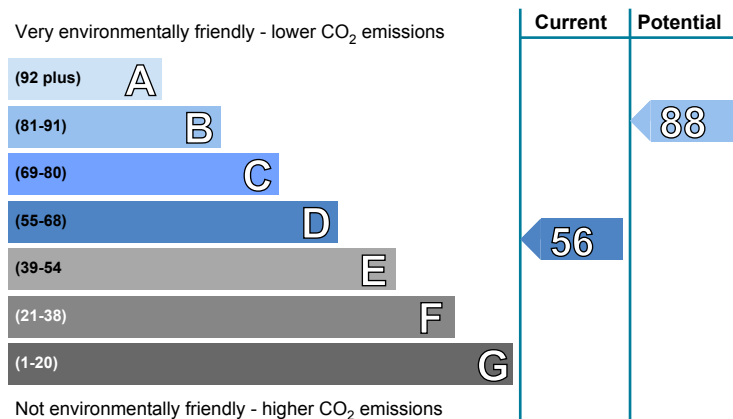 Current Potential
Very environmentally friendly - lower CO₂ emissions
(92 plus) A
(81-91) B
88
(69-80) C
(55-68) D
56
(39-54 E
(21-38) F
(1-20) G
Not environmentally friendly - higher CO₂ emissions